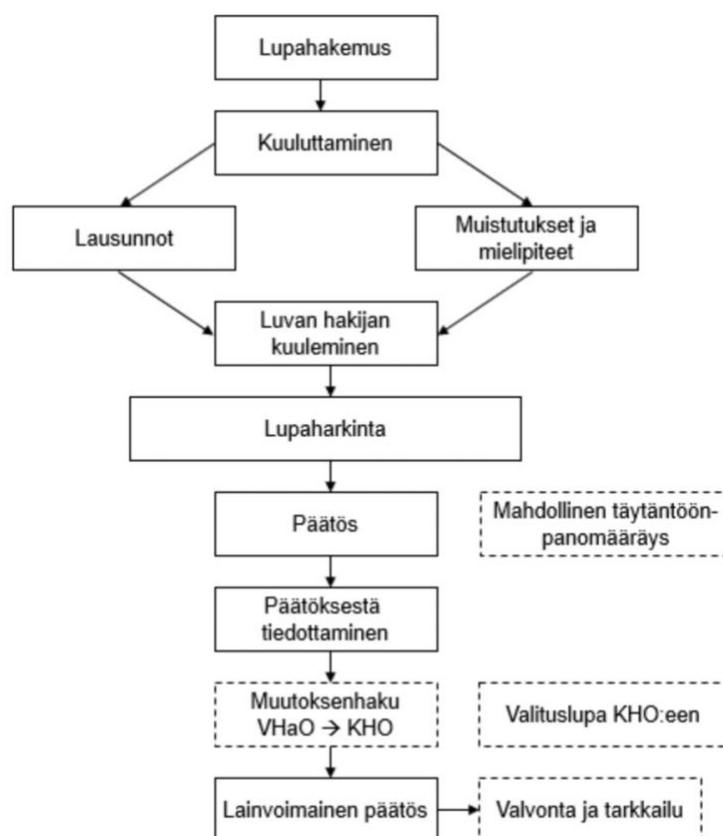 Lupahakemus
Kuuluttaminen
Lausunnot
Muistutukset ja
mielipiteet
Luvan hakijan
kuuleminen
Lupaharkinta
Päätös
Mahdollinen täytäntöön-
panomääräys
Päätöksestä
tiedottaminen
Muutoksenhaku
VHaO → KHO
Valituslupa KHO:een
Lainvoimainen päätös
Valvonta ja tarkkailu